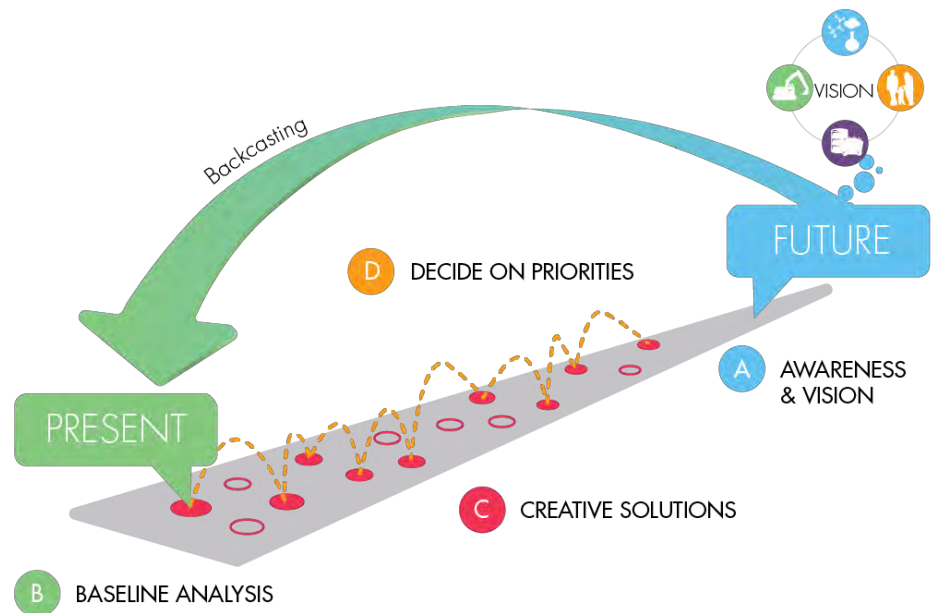 VISION
Backcasting
FUTURE
D DECIDE ON PRIORITIES
A AWARENESS
& VISION
PRESENT
C CREATIVE SOLUTIONS
B BASELINE ANALYSIS